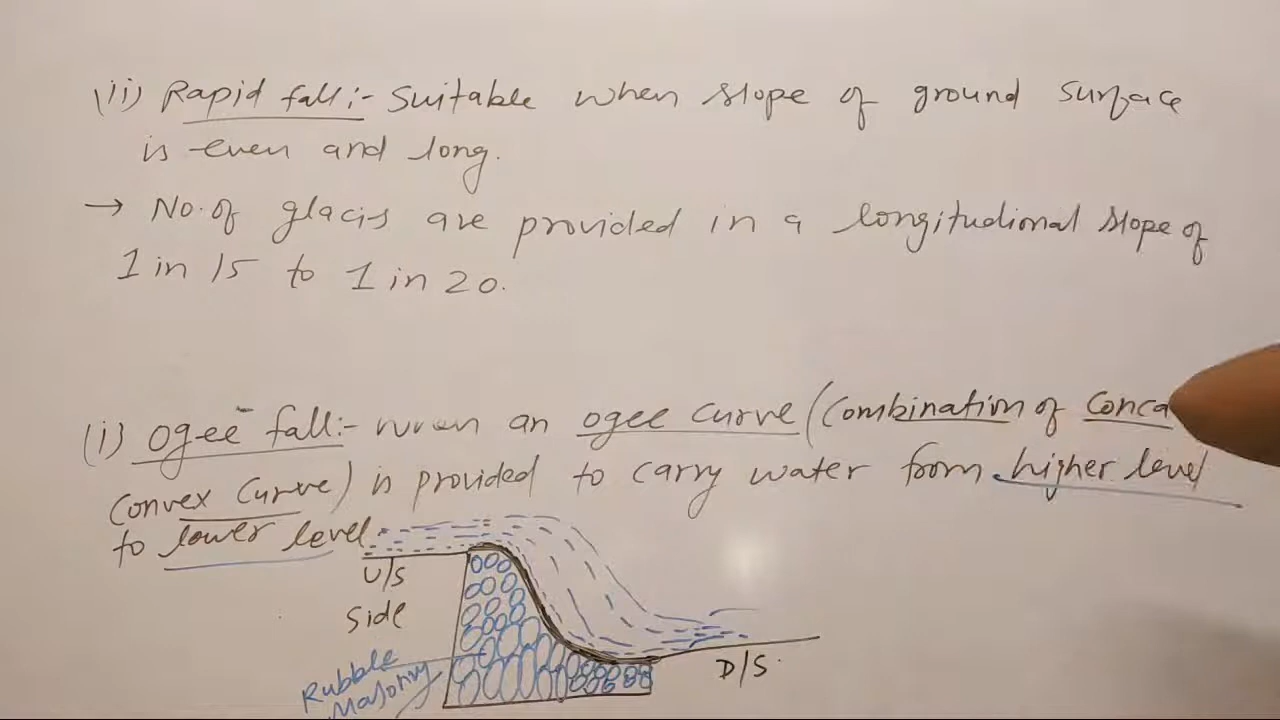 (ii) Rapid fall:- Suitable when slope of ground surface
is even and long.
→ No. of glacis are provided in a longitudinal slope of
1 in 15 to 1 in 20.
(i) Ogee fall:- when an ogee curve (combination of conca
convex curve) is provided to carry water from higher level
to lower level.
U/S
Side
D/S.
Rubble
Masonry